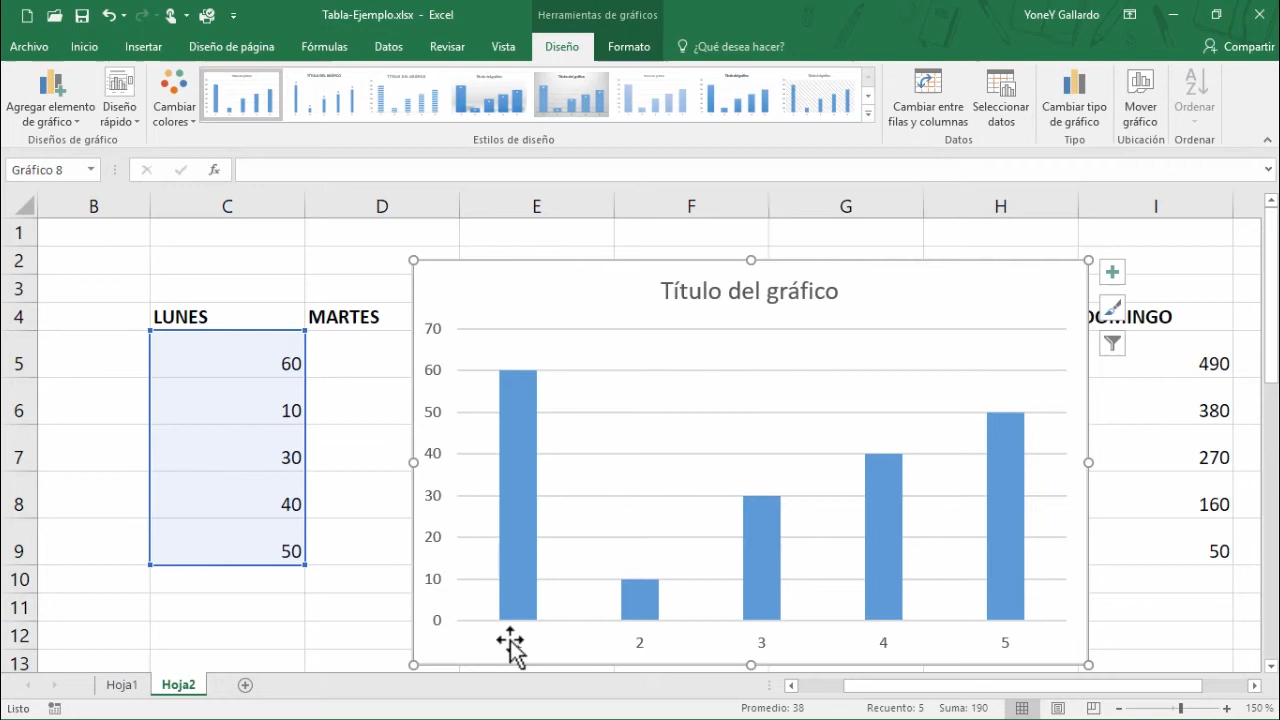 Tabla-Ejemplo.xlsx - Excel
Herramientas de gráficos
YoneY Gallardo
Archivo Inicio Insertar Diseño de página Fórmulas Datos Revisar Vista Diseño Formato ¿Qué desea hacer? Compartir
Agregar elemento de gráfico
Diseño rápido
Diseños de gráfico
Cambiar colores
Estilos de diseño
Cambiar entre filas y columnas
Seleccionar datos
Datos
Cambiar tipo de gráfico
Tipo
Mover gráfico
Ubicación
Ordenar
Ordenar
Gráfico 8
fx
B C D E F G H I
1
2
3
4 LUNES MARTES
5 60 490
6 10 380
7 30 270
8 40 160
9 50 50
10
11
12
13
Título del gráfico
70
60
50
40
30
20
10
0
2 3 4 5
Hoja1 Hoja2
Listo Promedio: 38 Recuento: 5 Suma: 190 150 %